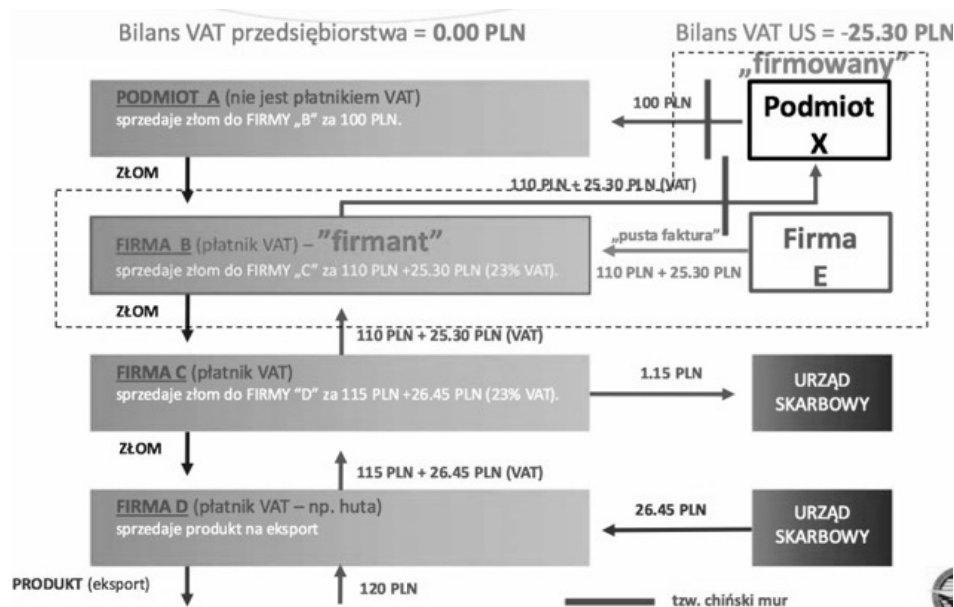 Bilans VAT przedsiębiorstwa = 0.00 PLN
Bilans VAT US = -25.30 PLN
„firmowany”
PODMIOT A (nie jest płatnikiem VAT)
sprzedaje złom do FIRMY „B” za 100 PLN.
100 PLN
Podmiot
X
ZŁOM
110 PLN + 25.30 PLN (VAT)
FIRMA B (płatnik VAT) – ”firmant”
sprzedaje złom do FIRMY „C” za 110 PLN +25.30 PLN (23% VAT).
„pusta faktura”
110 PLN + 25.30 PLN
Firma
E
ZŁOM
110 PLN + 25.30 PLN (VAT)
FIRMA C (płatnik VAT)
sprzedaje złom do FIRMY ”D” za 115 PLN +26.45 PLN (23% VAT).
1.15 PLN
URZĄD
SKARBOWY
ZŁOM
115 PLN + 26.45 PLN (VAT)
FIRMA D (płatnik VAT – np. huta)
sprzedaje produkt na eksport
26.45 PLN
URZĄD
SKARBOWY
PRODUKT (eksport)
120 PLN
tzw. chiński mur